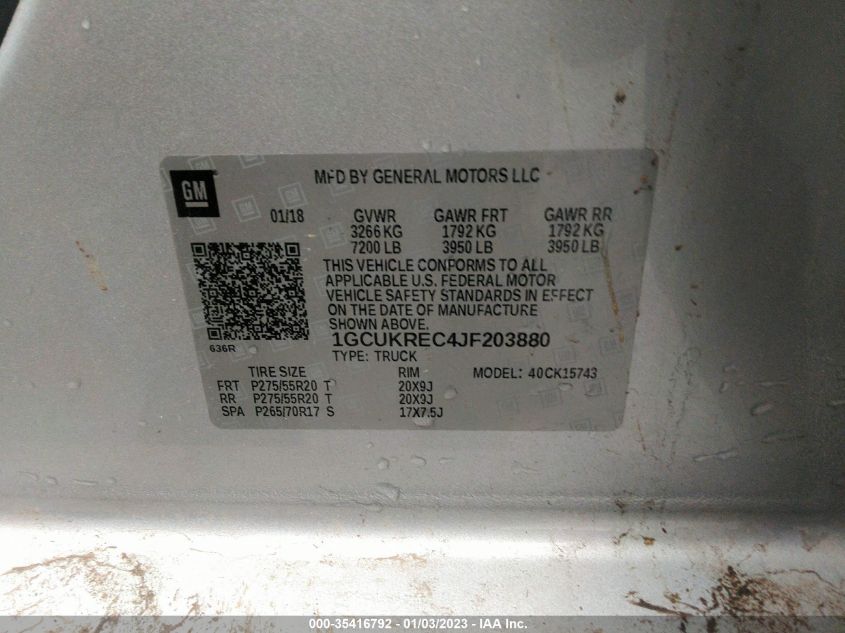 GM
MFD BY GENERAL MOTORS LLC
01/18 GVWR GAWR FRT GAWR RR
3266 KG 1792 KG 1792 KG
7200 LB 3950 LB 3950 LB
THIS VEHICLE CONFORMS TO ALL
APPLICABLE U.S. FEDERAL MOTOR
VEHICLE SAFETY STANDARDS IN EFFECT
ON THE DATE OF MANUFACTURE
SHOWN ABOVE.
636R
1GCUKREC4JF203880
TYPE: TRUCK
TIRE SIZE RIM MODEL: 40CK15743
FRT P275/55R20 T 20X9J
RR P275/55R20 T 20X9J
SPA P265/70R17 S 17X7.5J
000-35416792 - 01/03/2023 - IAA Inc.